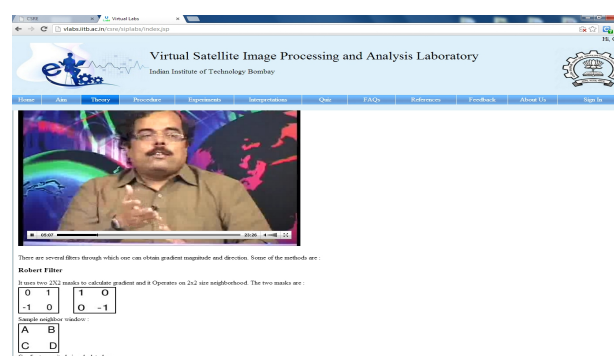 CSRE
Virtual Labs
vlabs.iitb.ac.in/csre/siplabs/index.jsp
Hi,
Virtual Satellite Image Processing and Analysis Laboratory
Indian Institute of Technology Bombay
Home Aim Theory Procedure Experiments Interpretations Quiz FAQs References Feedback About Us Sign In
05:07 23:26
There are several filters through which one can obtain gradient magnitude and direction. Some of the methods are :
Robert Filter
It uses two 2X2 masks to calculate gradient and it Operates on 2x2 size neighborhood. The two masks are :
0 1 1 0
-1 0 0 -1
Sample neighbor window :
A B
C D